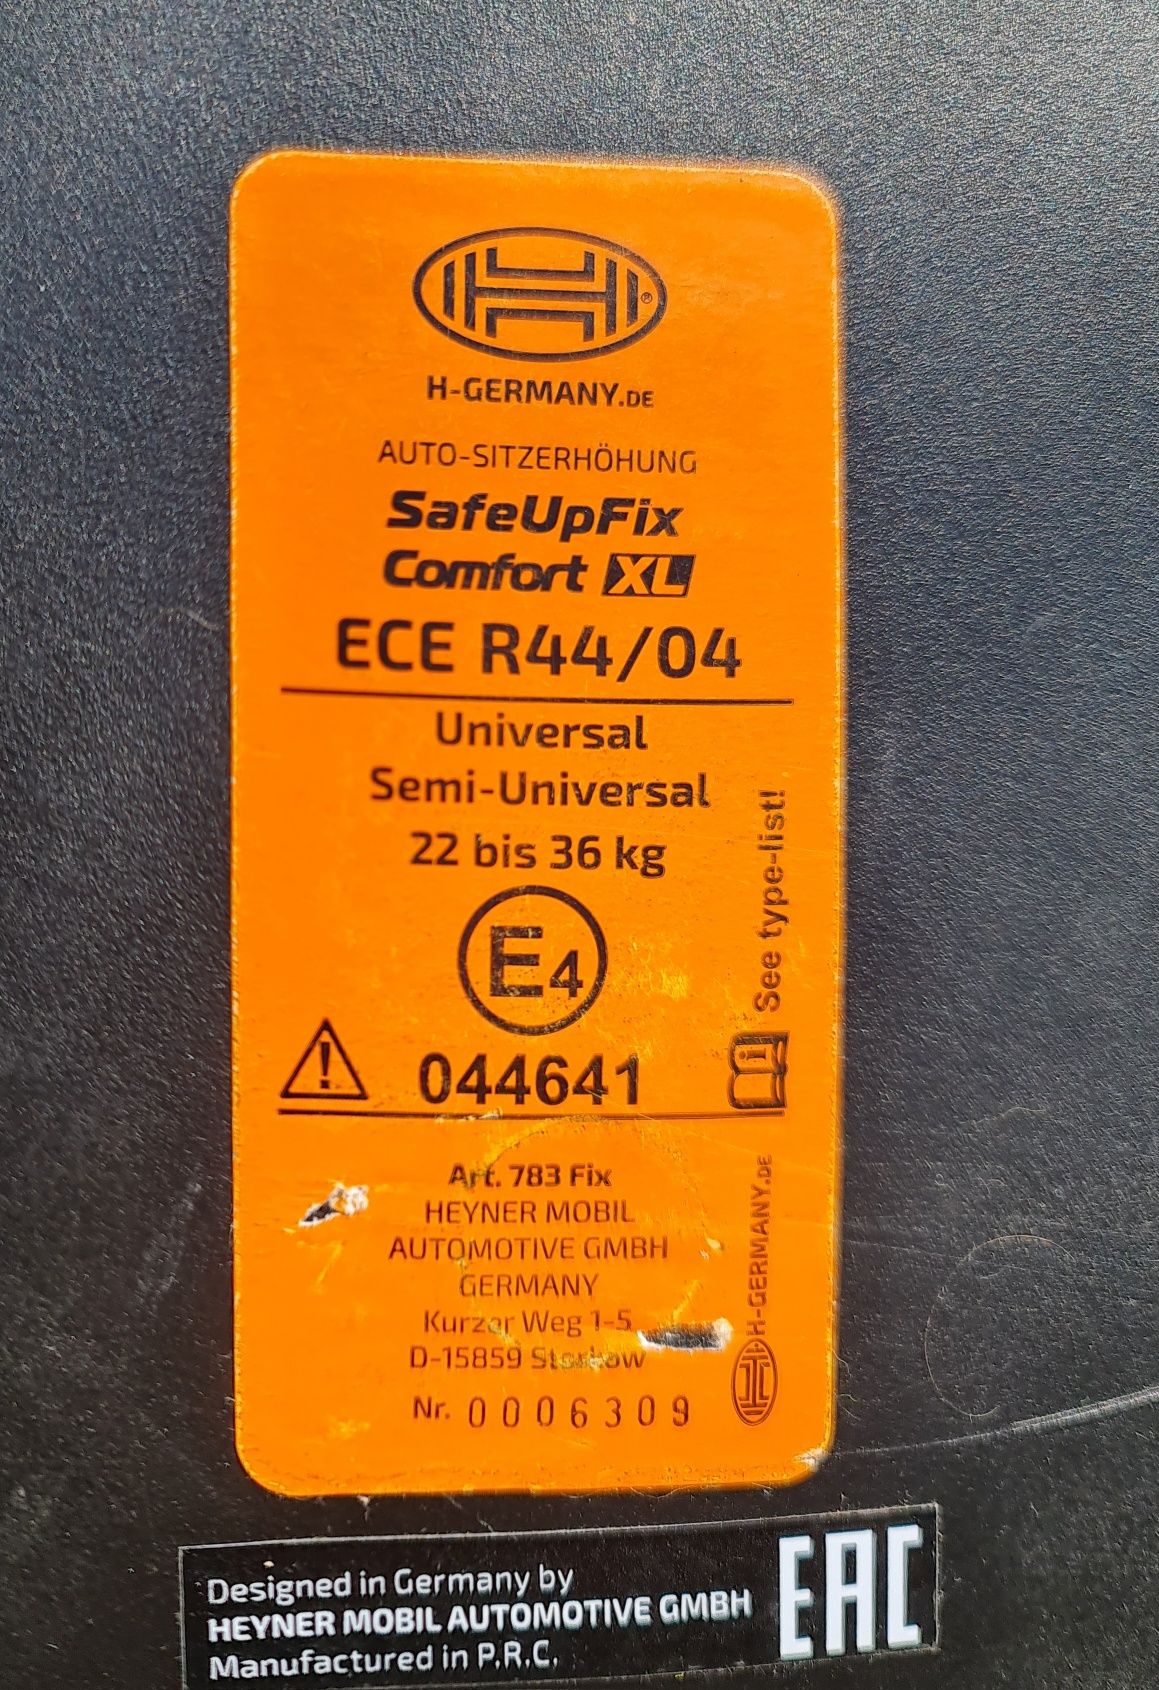 H-GERMANY.DE
AUTO-SITZERHÖHUNG
SafeUpFix
Comfort XL
ECE R44/04
Universal
Semi-Universal
22 bis 36 kg
E4
044641
See type-list!
Art. 783 Fix
HEYNER MOBIL
AUTOMOTIVE GMBH
GERMANY
Kurzer Weg 1-5
D-15859 Storkow
Nr. 0006309
H-GERMANY.DE
Designed in Germany by
HEYNER MOBIL AUTOMOTIVE GMBH
Manufactured in P.R.C.
EAC